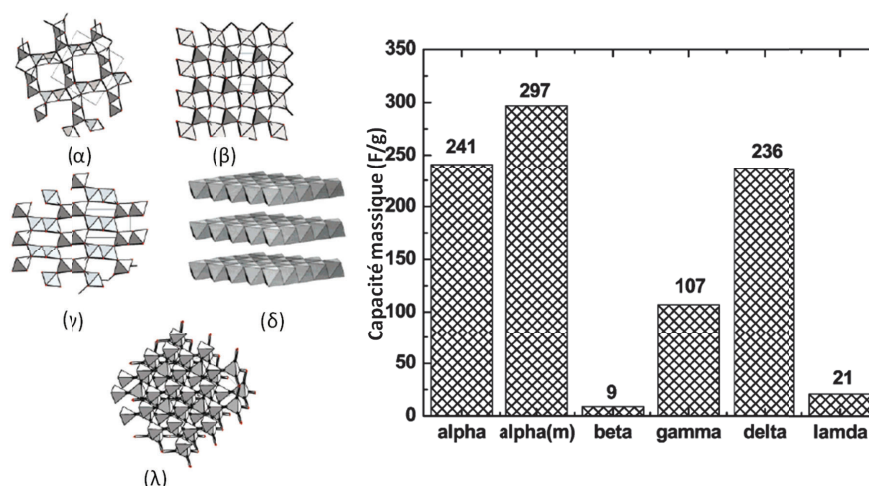 (α)
(β)
(γ)
(δ)
(λ)
Capacité massique (F/g)
350
300
250
200
150
100
50
0
241
297
9
107
236
21
alpha alpha(m) beta gamma delta lamda